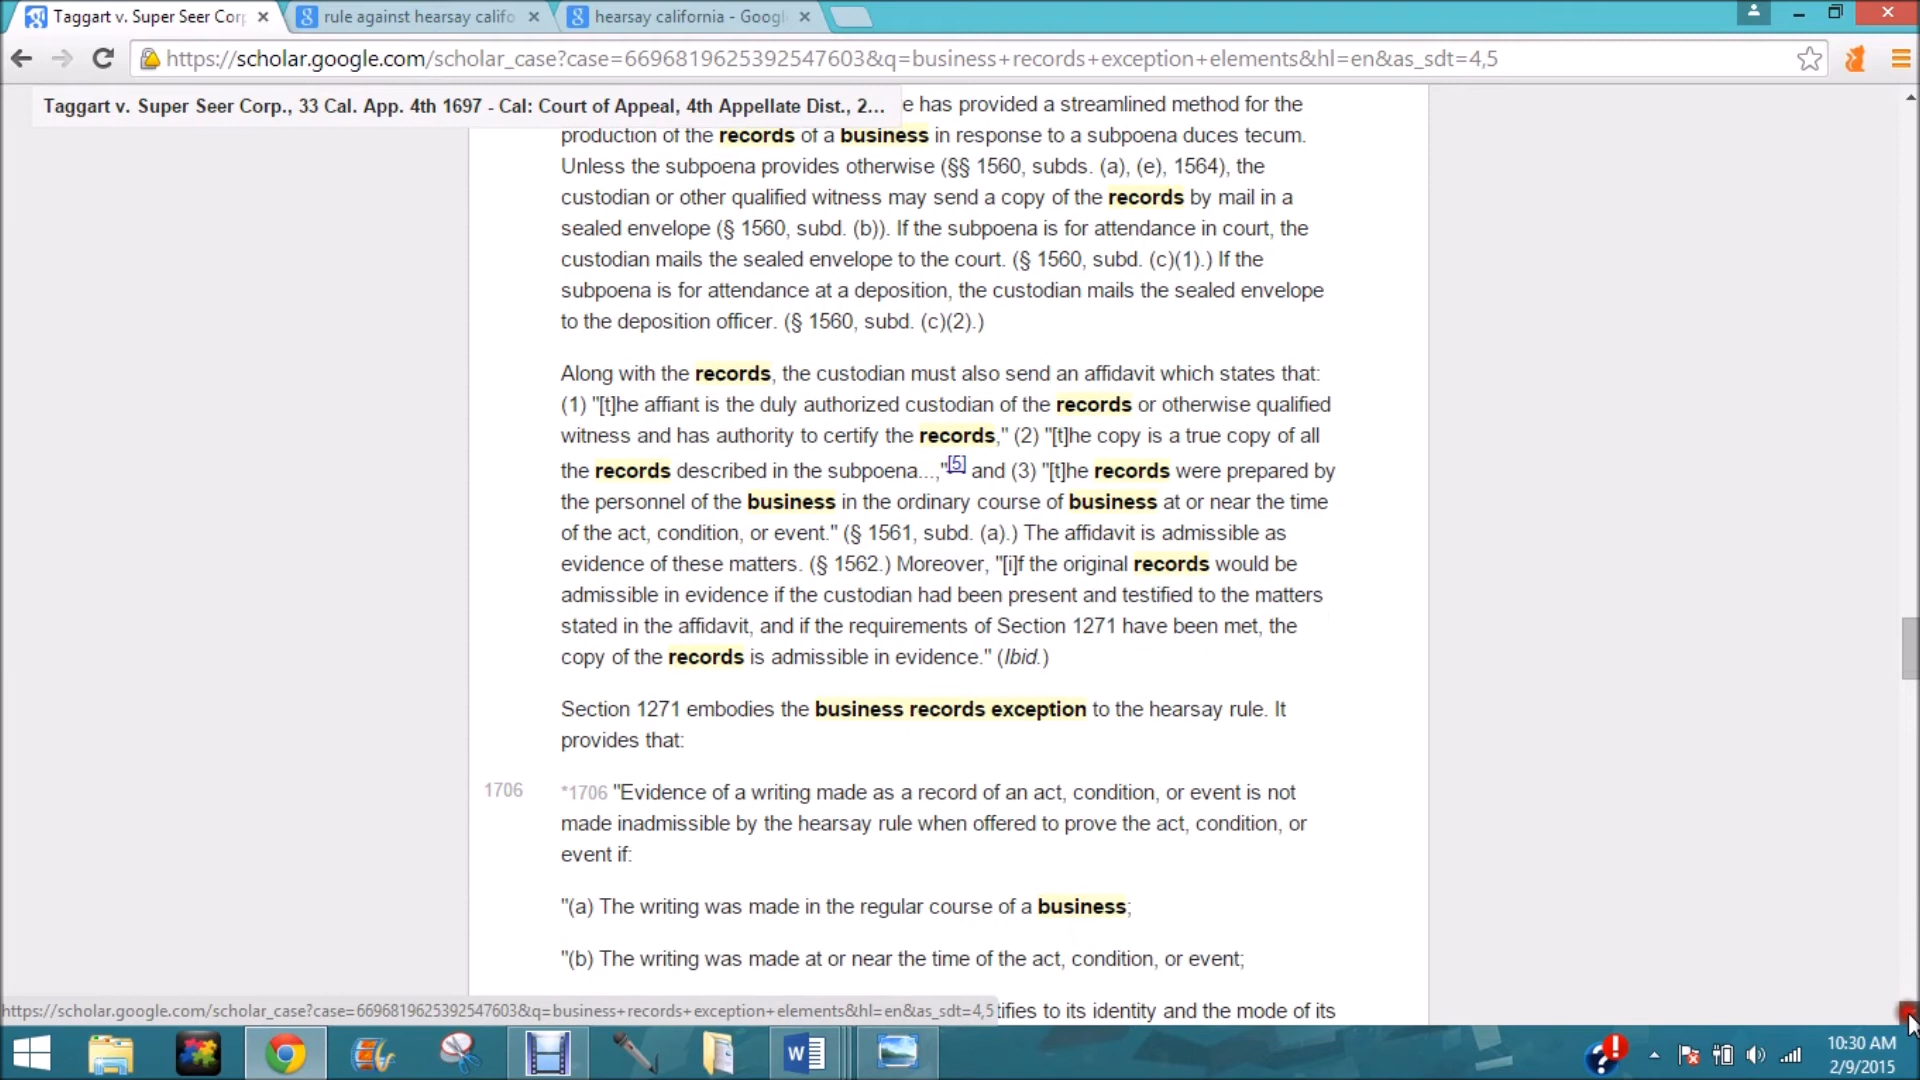 Taggart v. Super Seer Corp
rule against hearsay califo
hearsay california - Googl
https://scholar.google.com/scholar_case?case=6696819625392547603&q=business+records+exception+elements&hl=en&as_sdt=4,5
Taggart v. Super Seer Corp., 33 Cal. App. 4th 1697 - Cal: Court of Appeal, 4th Appellate Dist., 2...
e has provided a streamlined method for the
production of the records of a business in response to a subpoena duces tecum.
Unless the subpoena provides otherwise (§§ 1560, subds. (a), (e), 1564), the
custodian or other qualified witness may send a copy of the records by mail in a
sealed envelope (§ 1560, subd. (b)). If the subpoena is for attendance in court, the
custodian mails the sealed envelope to the court. (§ 1560, subd. (c)(1).) If the
subpoena is for attendance at a deposition, the custodian mails the sealed envelope
to the deposition officer. (§ 1560, subd. (c)(2).)
Along with the records, the custodian must also send an affidavit which states that:
(1) "[t]he affiant is the duly authorized custodian of the records or otherwise qualified
witness and has authority to certify the records," (2) "[t]he copy is a true copy of all
the records described in the subpoena...,"[5] and (3) "[t]he records were prepared by
the personnel of the business in the ordinary course of business at or near the time
of the act, condition, or event." (§ 1561, subd. (a).) The affidavit is admissible as
evidence of these matters. (§ 1562.) Moreover, "[i]f the original records would be
admissible in evidence if the custodian had been present and testified to the matters
stated in the affidavit, and if the requirements of Section 1271 have been met, the
copy of the records is admissible in evidence." (Ibid.)
Section 1271 embodies the business records exception to the hearsay rule. It
provides that:
1706 *1706 "Evidence of a writing made as a record of an act, condition, or event is not
made inadmissible by the hearsay rule when offered to prove the act, condition, or
event if:
"(a) The writing was made in the regular course of a business;
"(b) The writing was made at or near the time of the act, condition, or event;
https://scholar.google.com/scholar_case?case=6696819625392547603&q=business+records+exception+elements&hl=en&as_sdt=4,5
tifies to its identity and the mode of its
10:30 AM
2/9/2015